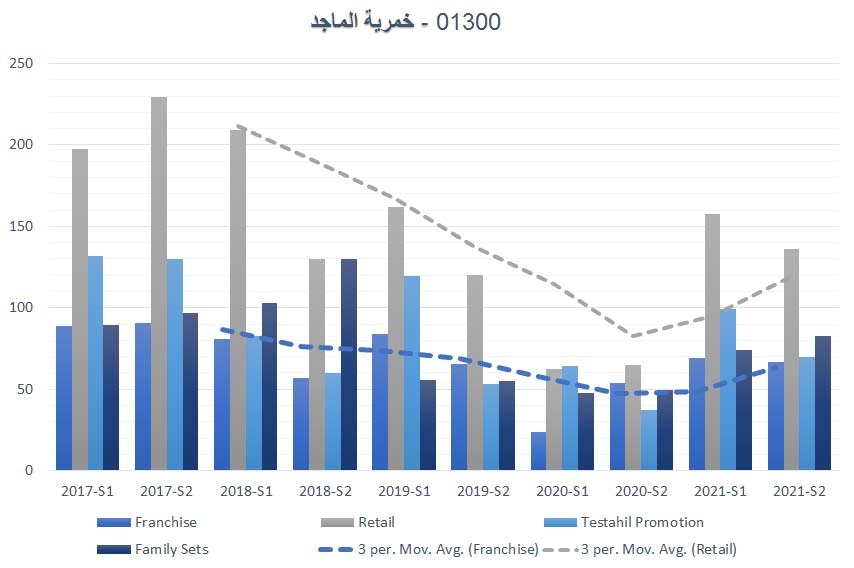 01300 - خمرية الماجد
250
200
150
100
50
0
2017-S1 2017-S2 2018-S1 2018-S2 2019-S1 2019-S2 2020-S1 2020-S2 2021-S1 2021-S2
Franchise Retail Testahil Promotion
Family Sets 3 per. Mov. Avg. (Franchise) 3 per. Mov. Avg. (Retail)